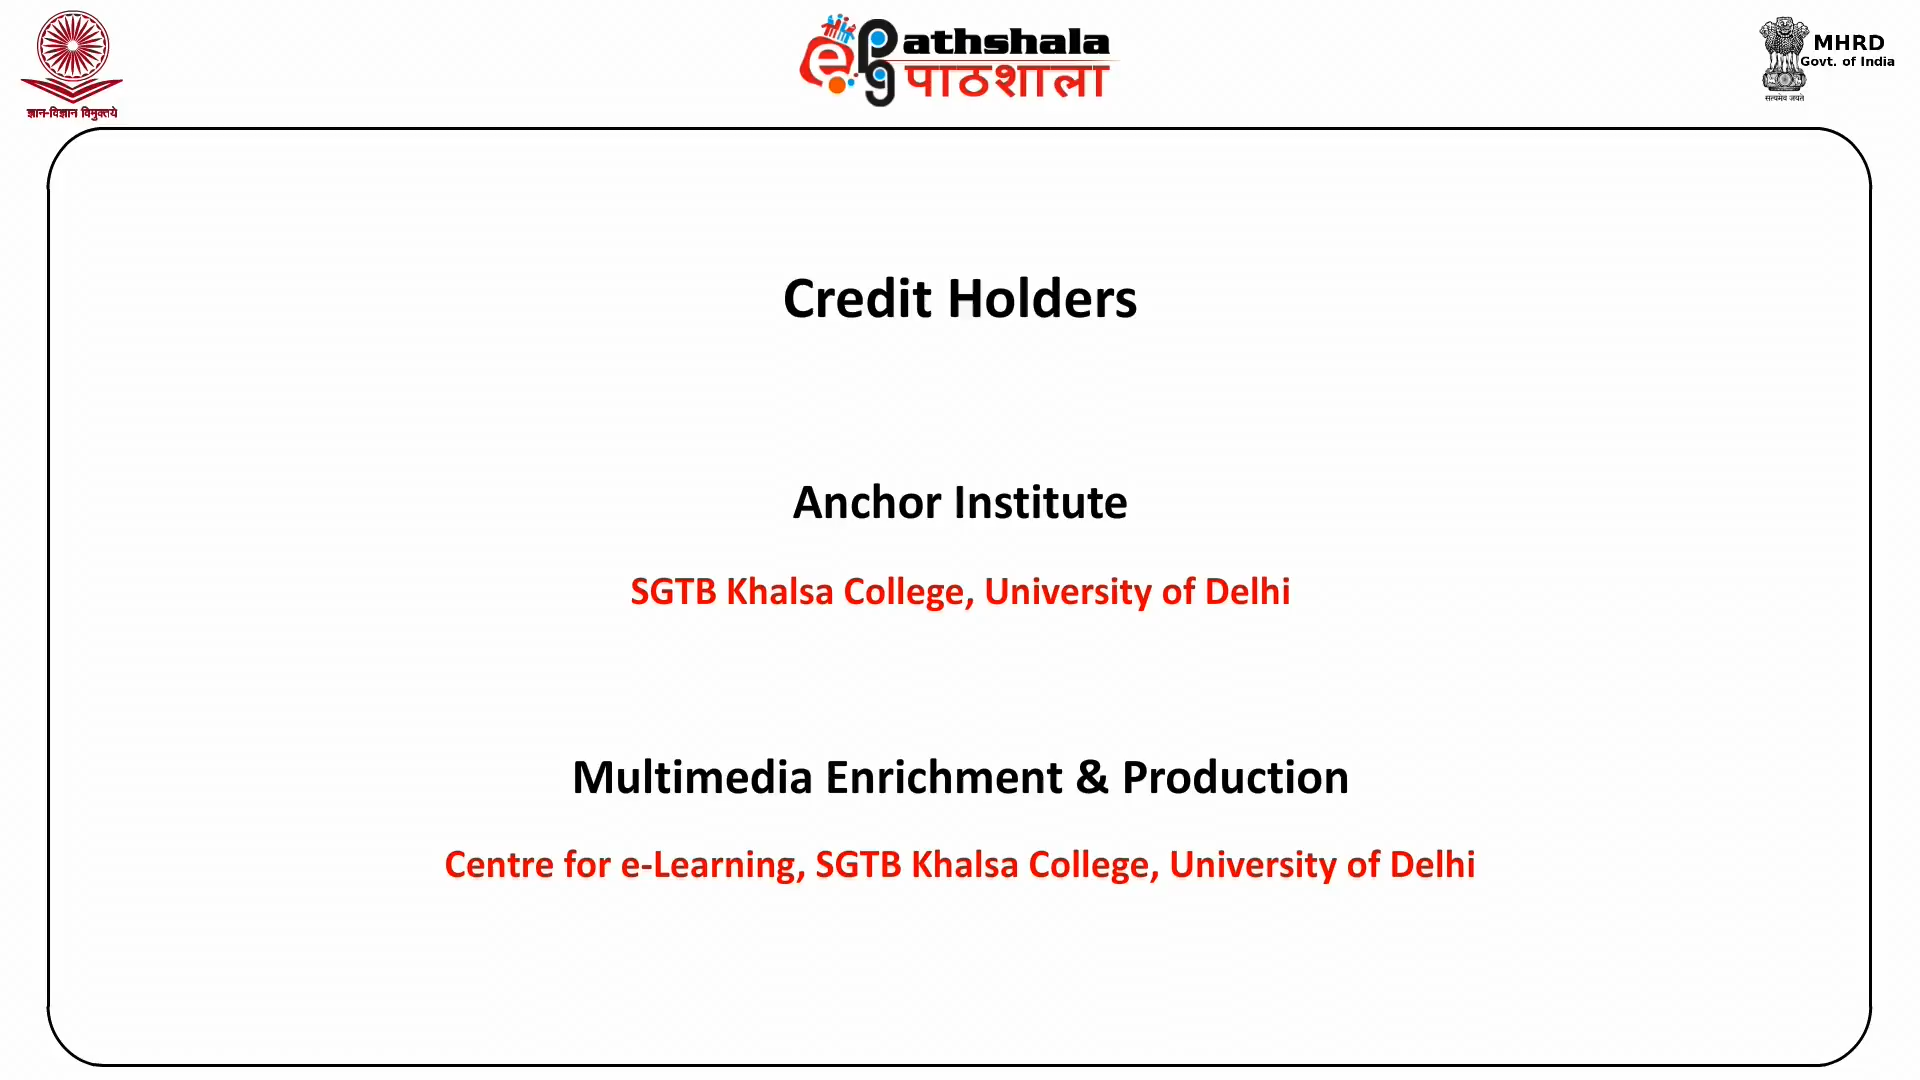 ज्ञान-विज्ञान विमुक्तये
e pg Pathshala
पाठशाला
MHRD
Govt. of India
सत्यमेव जयते
Credit Holders
Anchor Institute
SGTB Khalsa College, University of Delhi
Multimedia Enrichment & Production
Centre for e-Learning, SGTB Khalsa College, University of Delhi